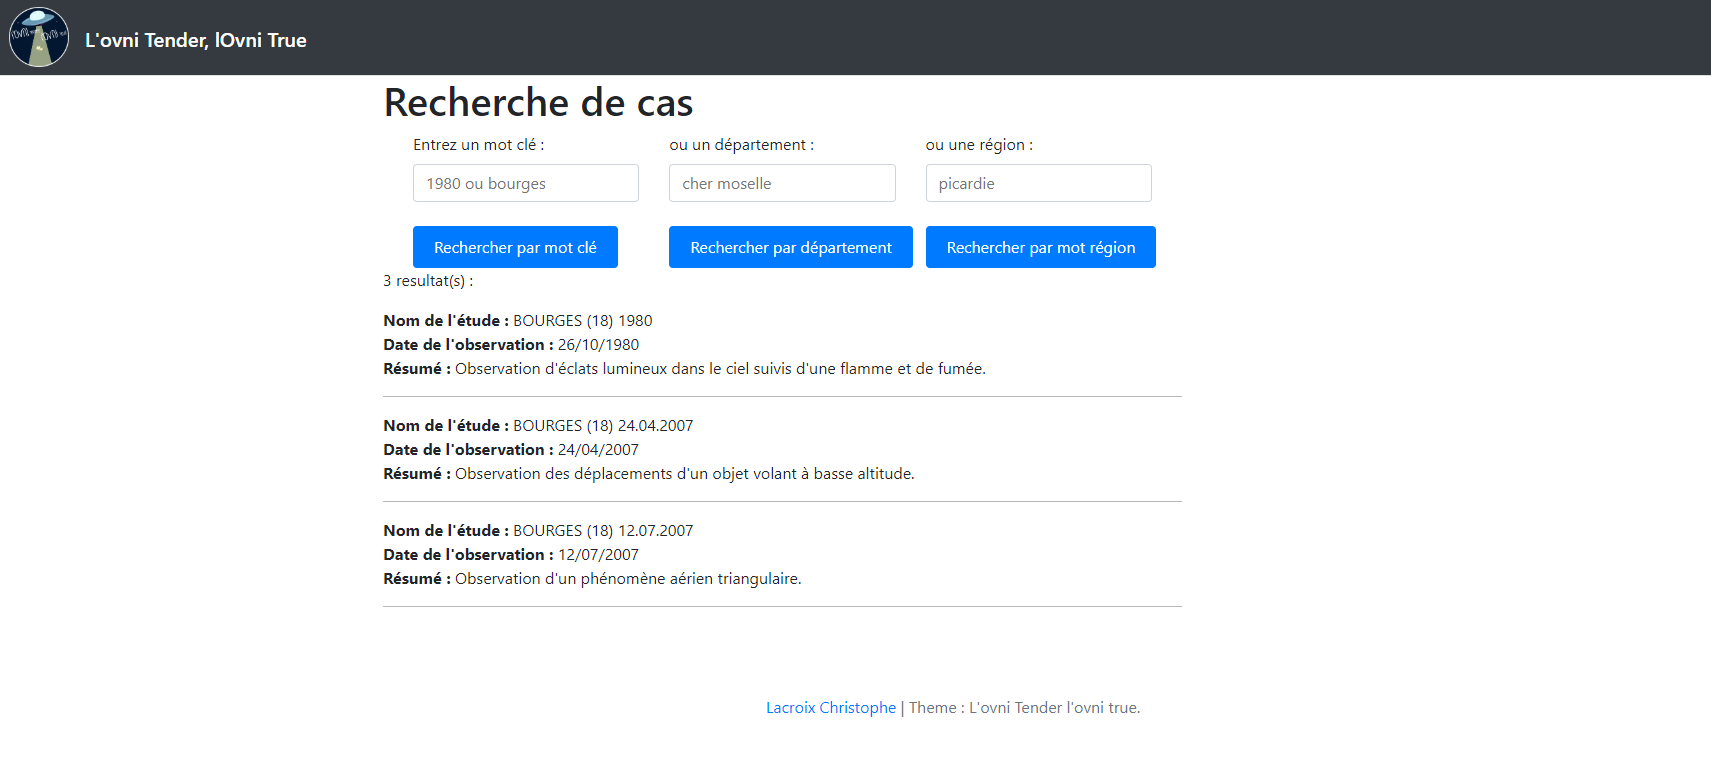 L'ovni Tender, lOvni True
Recherche de cas
Entrez un mot clé :
ou un département :
ou une région :
1980 ou bourges
cher moselle
picardie
Rechercher par mot clé
Rechercher par département
Rechercher par mot région
3 resultat(s) :
Nom de l'étude : BOURGES (18) 1980
Date de l'observation : 26/10/1980
Résumé : Observation d'éclats lumineux dans le ciel suivis d'une flamme et de fumée.
Nom de l'étude : BOURGES (18) 24.04.2007
Date de l'observation : 24/04/2007
Résumé : Observation des déplacements d'un objet volant à basse altitude.
Nom de l'étude : BOURGES (18) 12.07.2007
Date de l'observation : 12/07/2007
Résumé : Observation d'un phénomène aérien triangulaire.
Lacroix Christophe | Theme : L'ovni Tender l'ovni true.